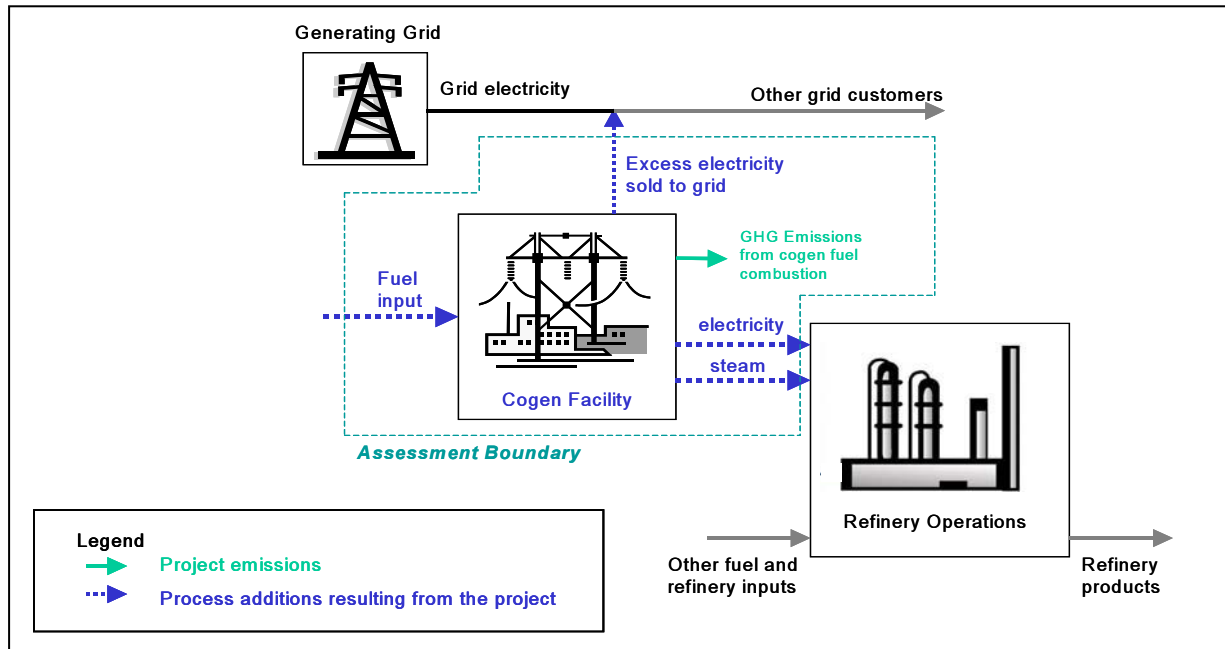 Generating Grid
Grid electricity
Other grid customers
Excess electricity
sold to grid
GHG Emissions
from cogen fuel
combustion
Fuel
input
electricity
steam
Cogen Facility
Assessment Boundary
Refinery Operations
Legend
Project emissions
Process additions resulting from the project
Other fuel and
refinery inputs
Refinery
products